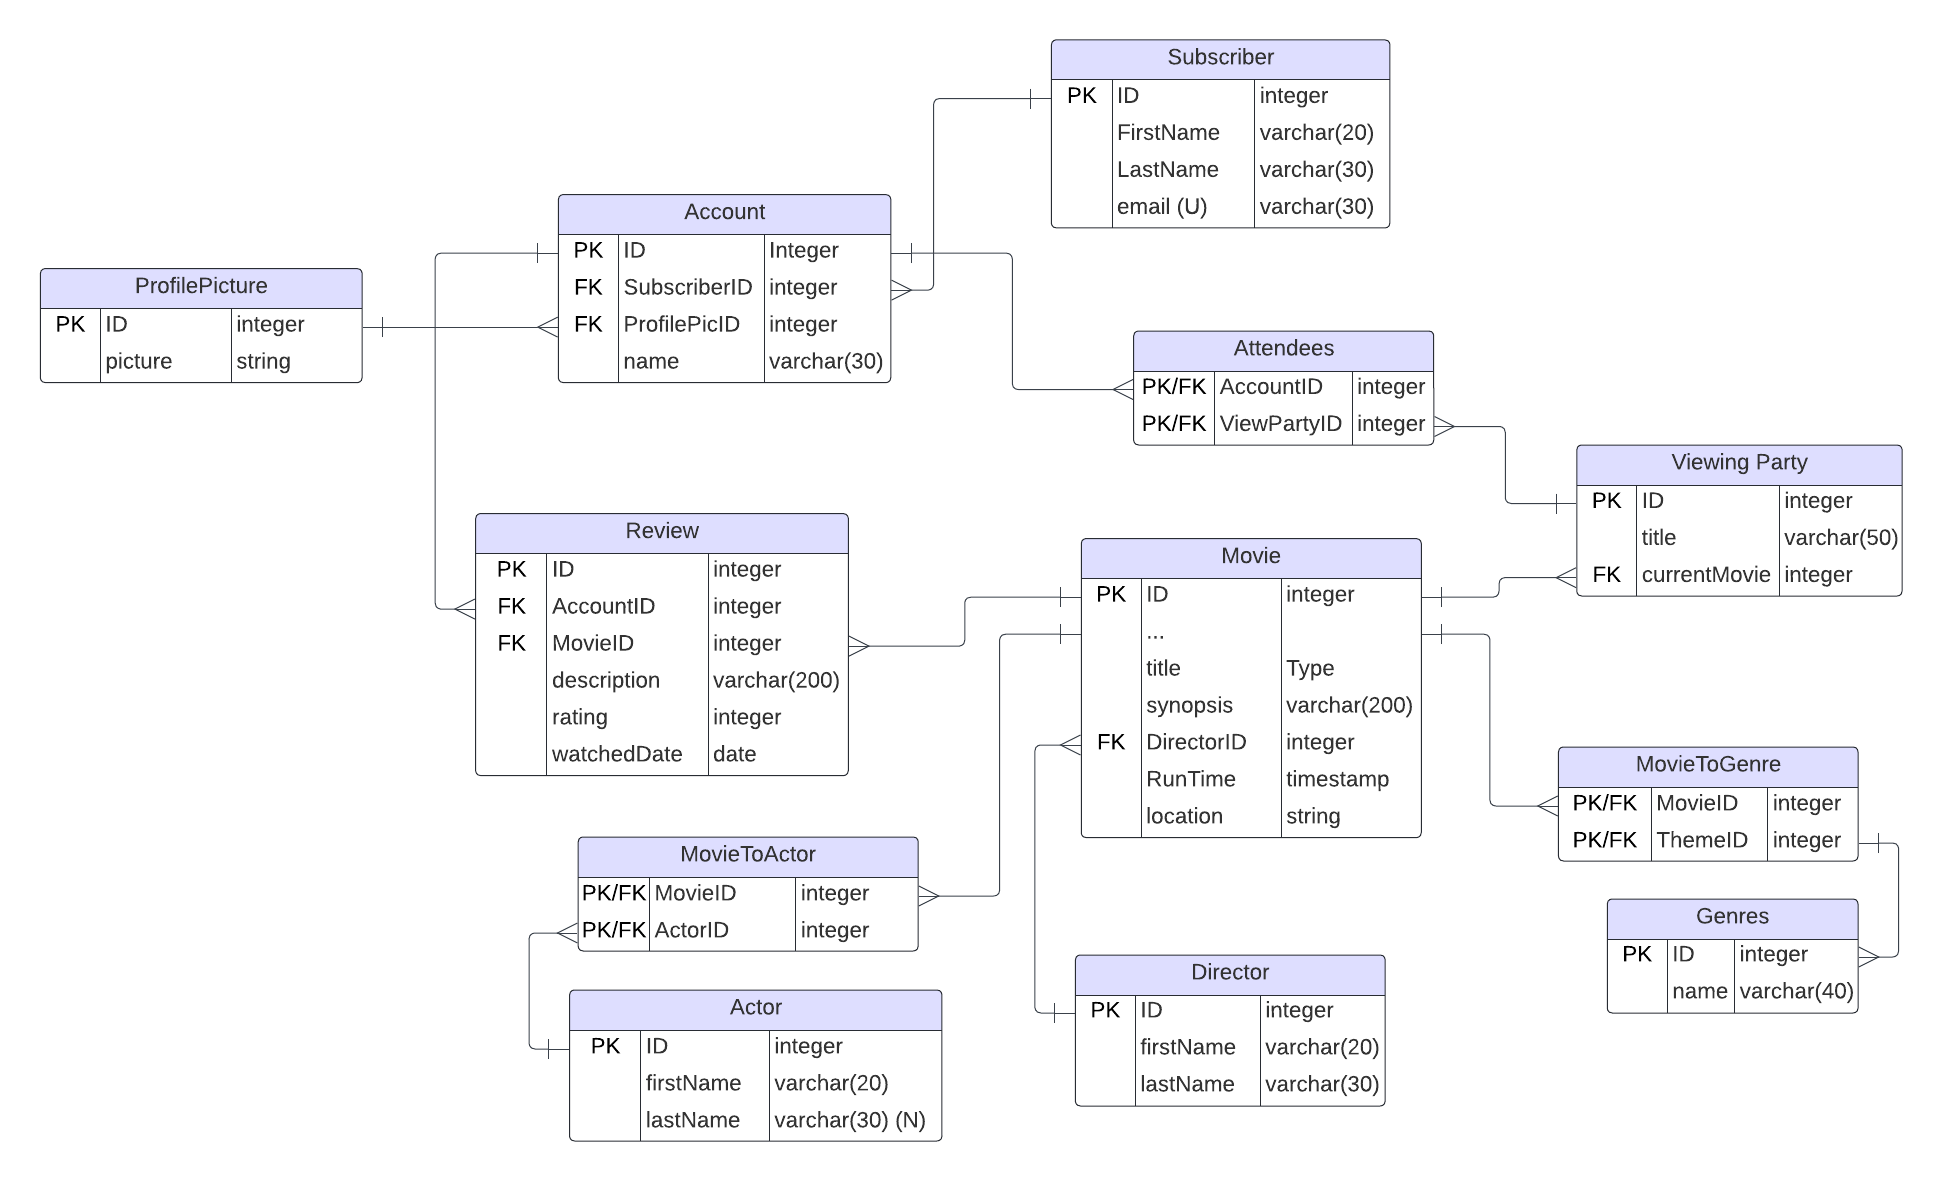 Subscriber
PK ID integer
FirstName varchar(20)
LastName varchar(30)
email (U) varchar(30)
Account
PK ID Integer
FK SubscriberID integer
FK ProfilePicID integer
name varchar(30)
ProfilePicture
PK ID integer
picture string
Attendees
PK/FK AccountID integer
PK/FK ViewPartyID integer
Viewing Party
PK ID integer
title varchar(50)
FK currentMovie integer
Review
PK ID integer
FK AccountID integer
FK MovieID integer
description varchar(200)
rating integer
watchedDate date
Movie
PK ID integer
...
title Type
synopsis varchar(200)
FK DirectorID integer
RunTime timestamp
location string
MovieToGenre
PK/FK MovieID integer
PK/FK ThemeID integer
MovieToActor
PK/FK MovieID integer
PK/FK ActorID integer
Genres
PK ID integer
name varchar(40)
Director
PK ID integer
firstName varchar(20)
lastName varchar(30)
Actor
PK ID integer
firstName varchar(20)
lastName varchar(30) (N)